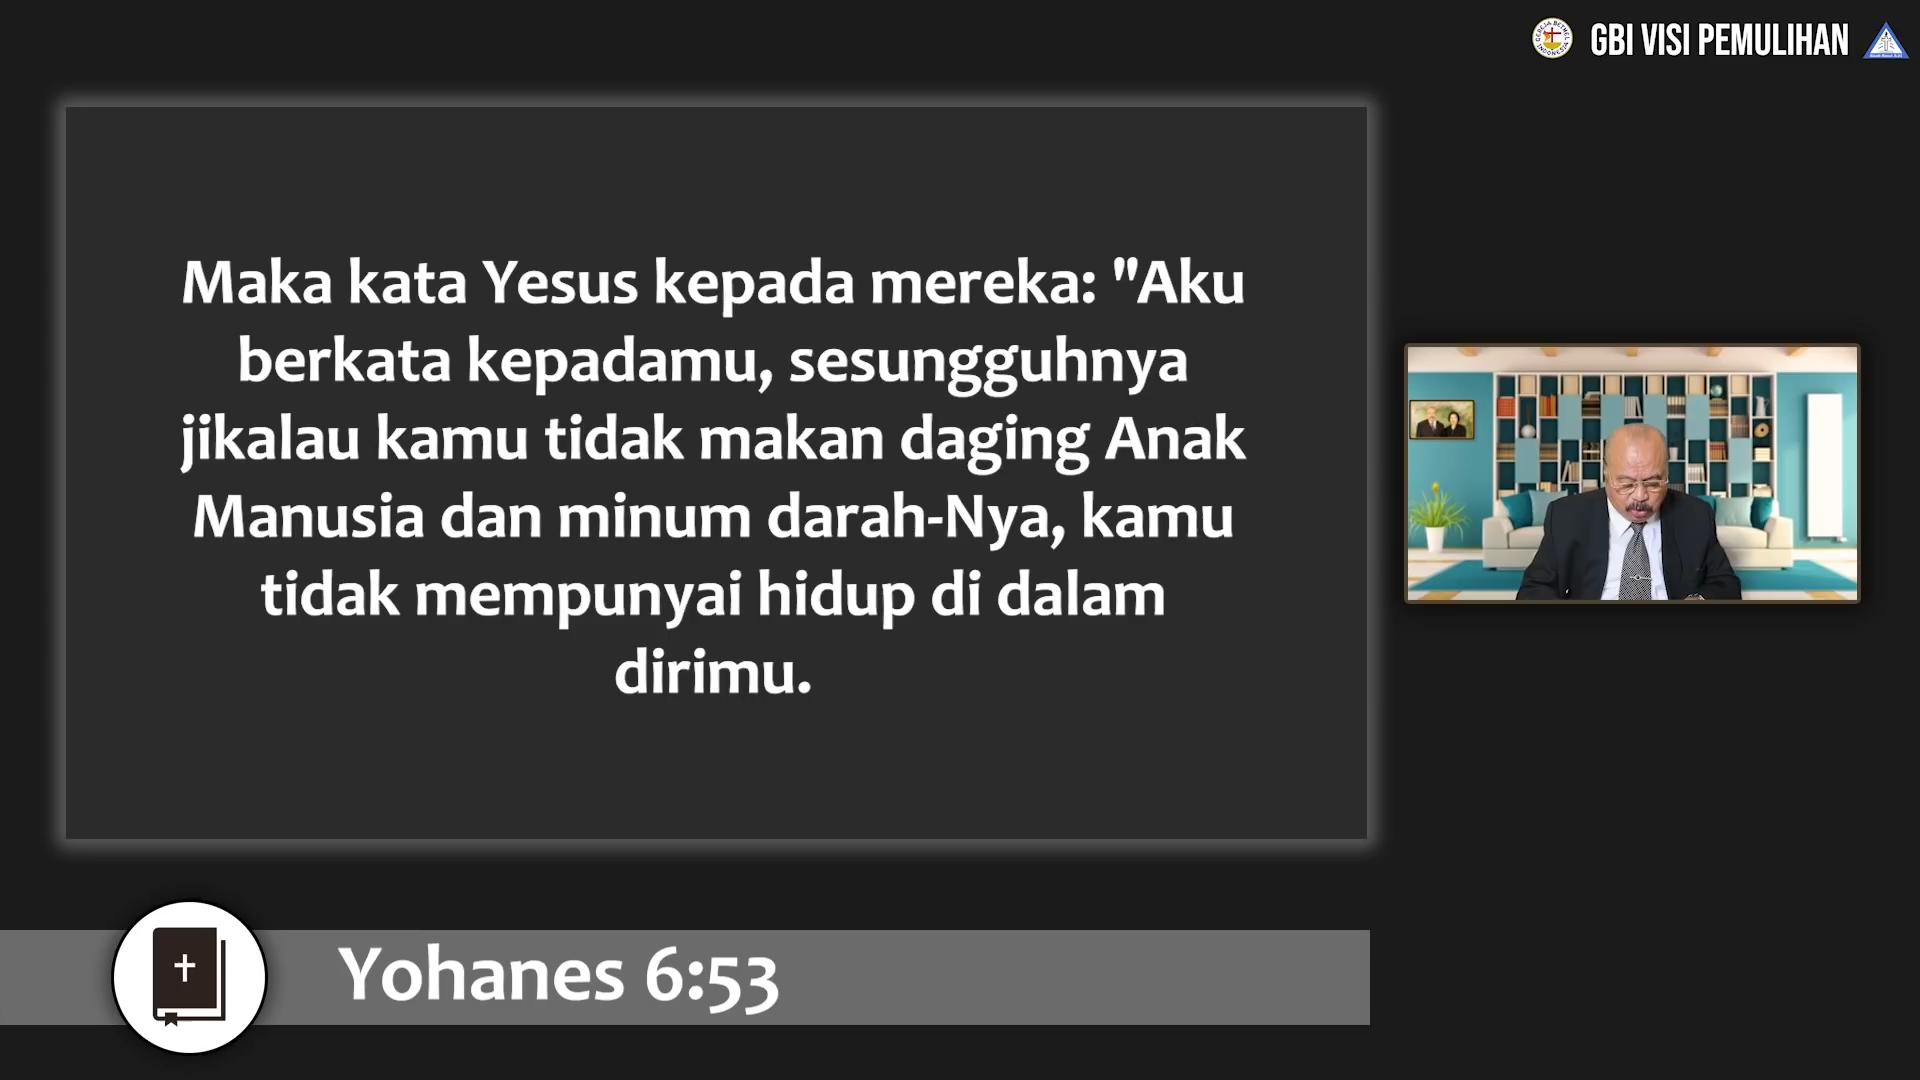 GBI VISI PEMULIHAN
Maka kata Yesus kepada mereka: "Aku
berkata kepadamu, sesungguhnya
jikalau kamu tidak makan daging Anak
Manusia dan minum darah-Nya, kamu
tidak mempunyai hidup di dalam
dirimu.
Yohanes 6:53